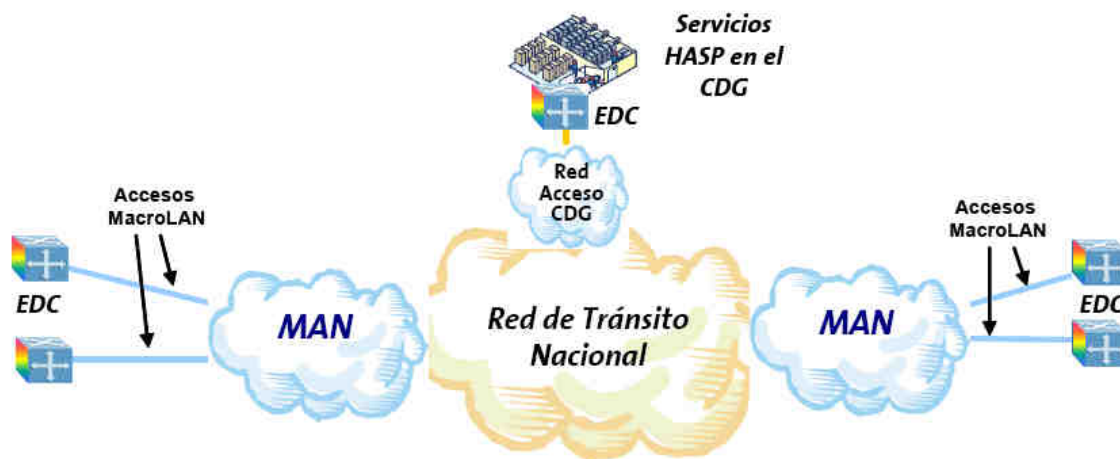 Servicios
HASP en el
CDG
EDC
Red
Acceso
CDG
Accesos
MacroLAN
EDC
MAN
Red de Tránsito
Nacional
MAN
Accesos
MacroLAN
EDC